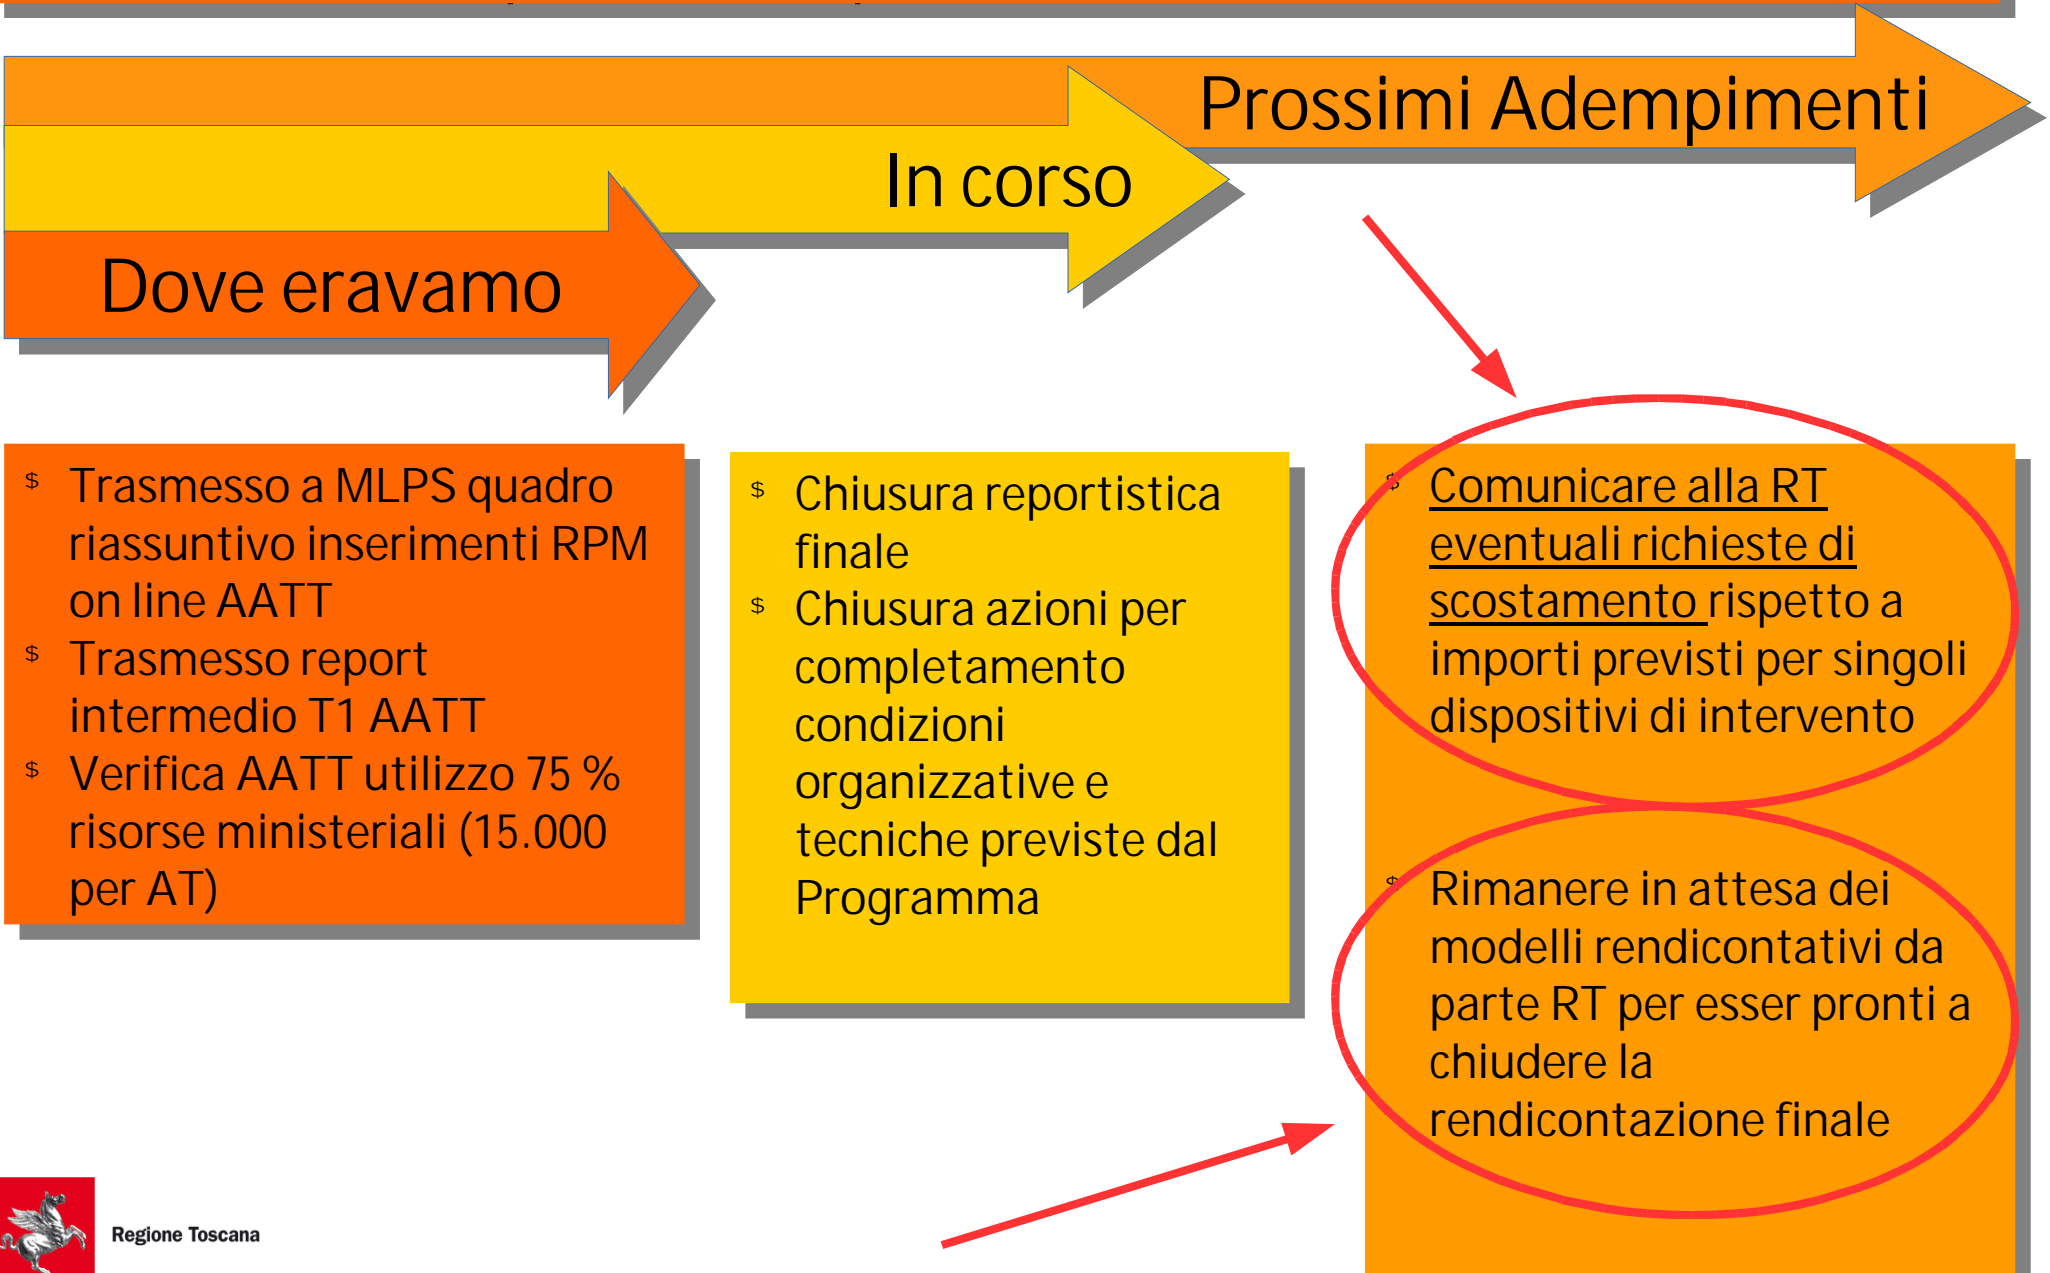 Prossimi Adempimenti
In corso
Dove eravamo
$ Trasmesso a MLPS quadro
riassuntivo inserimenti RPM
on line AATT
$ Trasmesso report
intermedio T1 AATT
$ Verifica AATT utilizzo 75 %
risorse ministeriali (15.000
per AT)
$ Chiusura reportistica
finale
$ Chiusura azioni per
completamento
condizioni
organizzative e
tecniche previste dal
Programma
$ Comunicare alla RT
eventuali richieste di
scostamento rispetto a
importi previsti per singoli
dispositivi di intervento
$ Rimanere in attesa dei
modelli rendicontativi da
parte RT per esser pronti a
chiudere la
rendicontazione finale
Regione Toscana